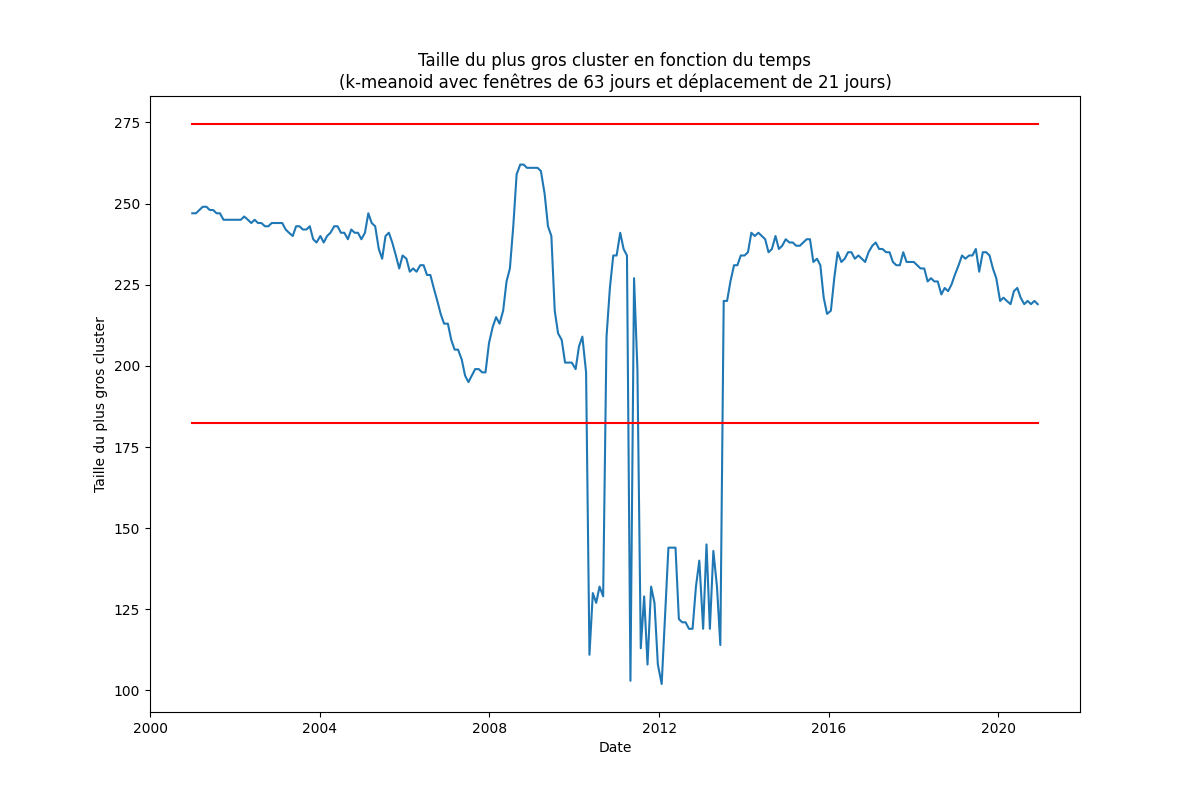 Taille du plus gros cluster en fonction du temps
(k-meanoid avec fenêtres de 63 jours et déplacement de 21 jours)
275
250
225
200
175
150
125
100
Taille du plus gros cluster
2000 2004 2008 2012 2016 2020
Date